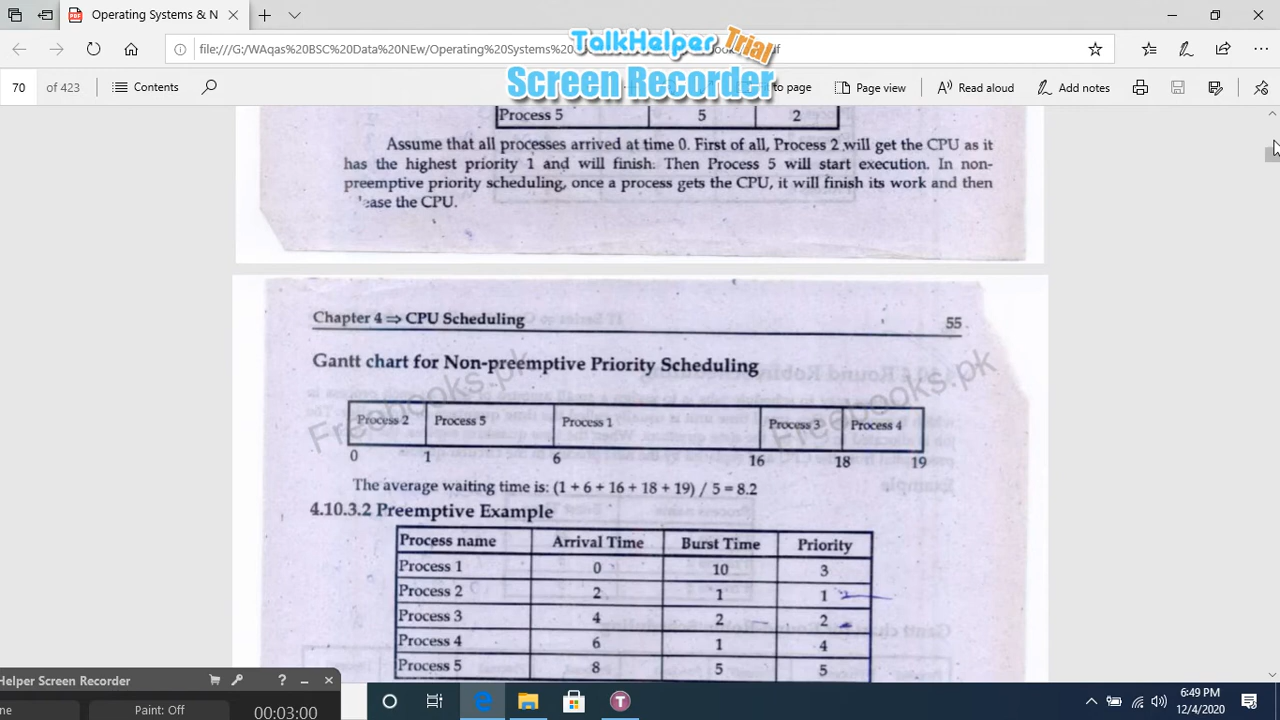 Operating Systems & N
file:///G:/WAqas%20BSC%20Data%20NEw/Operating%20Systems%20
df
TalkHelper Trial
Screen Recorder
70 of 423
Contents
to page
Page view
Read aloud
Add notes
Process 5 5 2
Assume that all processes arrived at time 0. First of all, Process 2 will get the CPU as it
has the highest priority 1 and will finish. Then Process 5 will start execution. In non-
preemptive priority scheduling, once a process gets the CPU, it will finish its work and then
ease the CPU.
Chapter 4 ⇒ CPU Scheduling 55
Gantt chart for Non-preemptive Priority Scheduling
Freebooks.pk Freebooks.pk
Process 2 Process 5 Process 1 Process 3 Process 4
0 1 6 16 18 19
The average waiting time is: (1 + 6 + 16 + 18 + 19) / 5 = 8.2
4.10.3.2 Preemptive Example
Process name Arrival Time Burst Time Priority
Process 1 0 10 3
Process 2 2 1 1
Process 3 4 2 2
Process 4 6 1 4
Process 5 8 5 5
Helper Screen Recorder
ne
Paint: Off
00:03:00
6:49 PM
12/4/2020